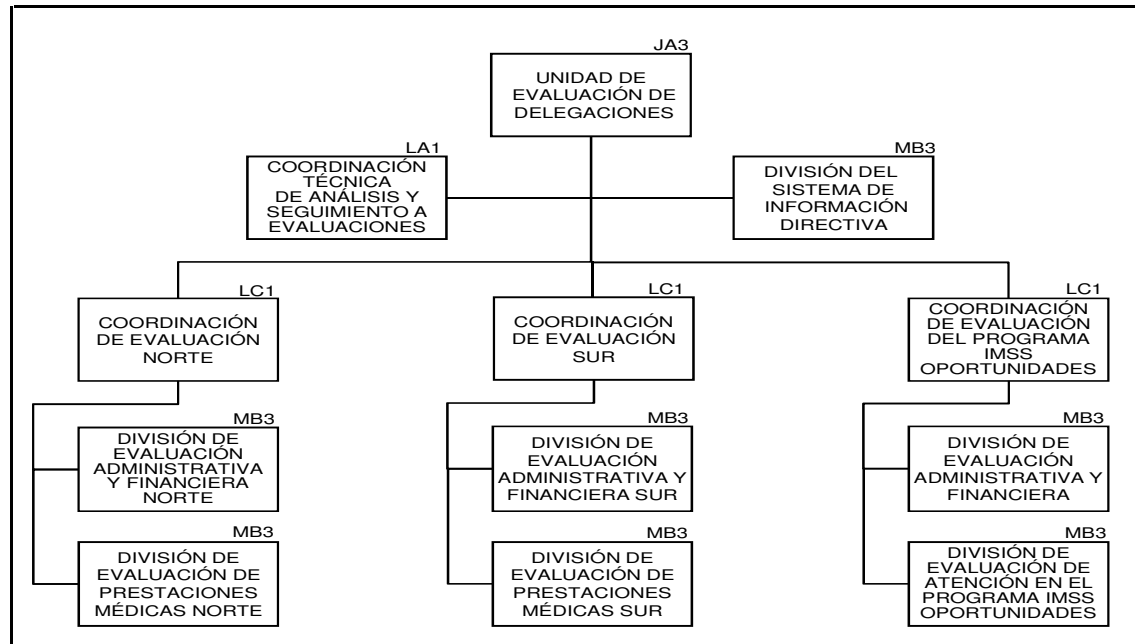 JA3
UNIDAD DE
EVALUACIÓN DE
DELEGACIONES
LA1
COORDINACIÓN
TÉCNICA
DE ANÁLISIS Y
SEGUIMIENTO A
EVALUACIONES
MB3
DIVISIÓN DEL
SISTEMA DE
INFORMACIÓN
DIRECTIVA
LC1
COORDINACIÓN
DE EVALUACIÓN
NORTE
LC1
COORDINACIÓN
DE EVALUACIÓN
SUR
LC1
COORDINACIÓN
DE EVALUACIÓN
DEL PROGRAMA
IMSS
OPORTUNIDADES
MB3
DIVISIÓN DE
EVALUACIÓN
ADMINISTRATIVA
Y FINANCIERA
NORTE
MB3
DIVISIÓN DE
EVALUACIÓN
ADMINISTRATIVA Y
FINANCIERA SUR
MB3
DIVISIÓN DE
EVALUACIÓN
ADMINISTRATIVA Y
FINANCIERA
MB3
DIVISIÓN DE
EVALUACIÓN DE
PRESTACIONES
MÉDICAS NORTE
MB3
DIVISIÓN DE
EVALUACIÓN DE
PRESTACIONES
MÉDICAS SUR
MB3
DIVISIÓN DE
EVALUACIÓN DE
ATENCIÓN EN EL
PROGRAMA IMSS
OPORTUNIDADES